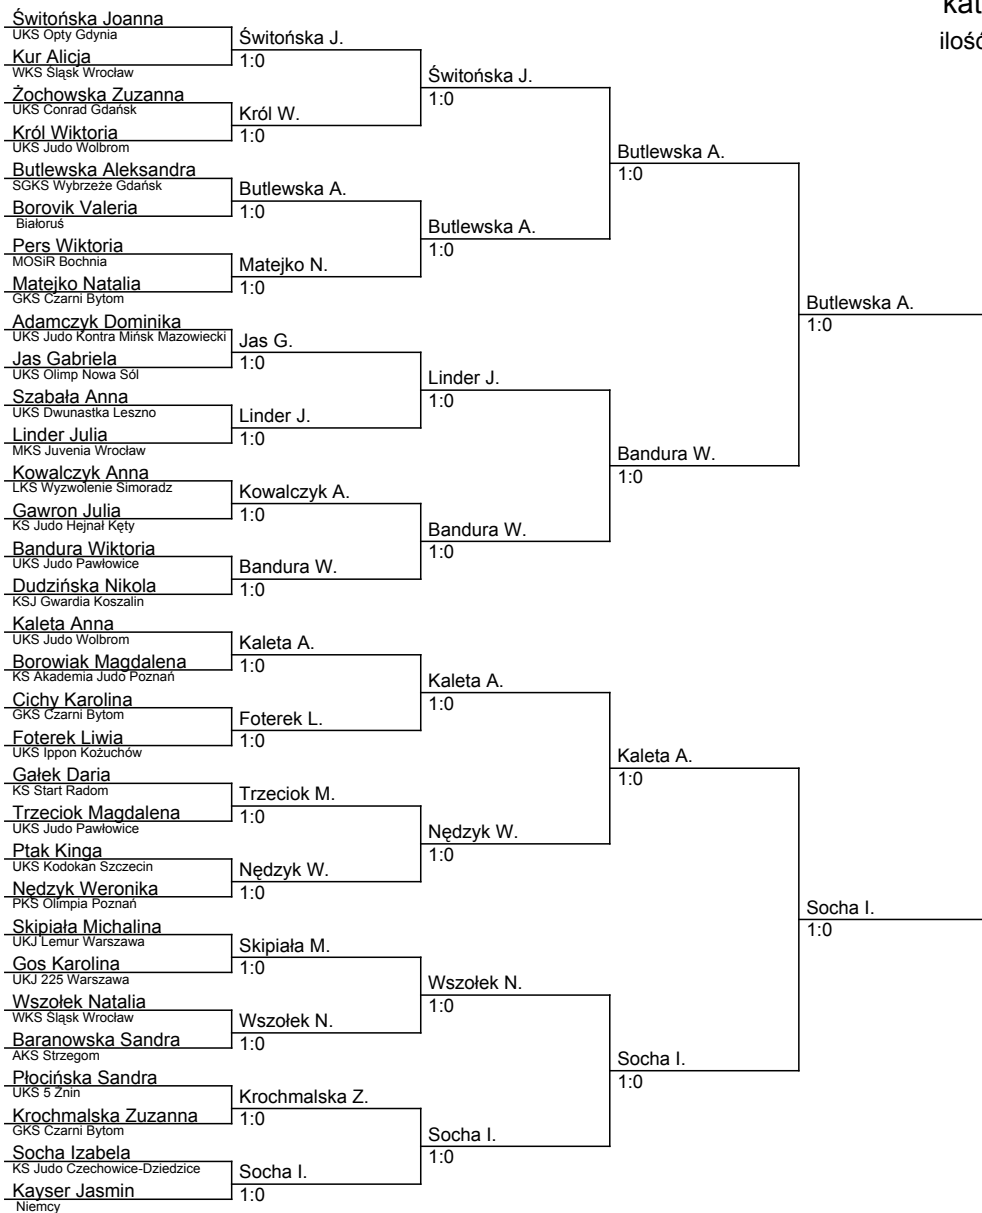 Świtońska Joanna
UKS Opty Gdynia
Kur Alicja
WKS Śląsk Wrocław
Żochowska Zuzanna
UKS Conrad Gdańsk
Król Wiktoria
UKS Judo Wolbrom
Butlewska Aleksandra
SGKS Wybrzeże Gdańsk
Borovik Valeria
Białoruś
Pers Wiktoria
MOSiR Bochnia
Matejko Natalia
GKS Czarni Bytom
Adamczyk Dominika
UKS Judo Kontra Mińsk Mazowiecki
Jas Gabriela
UKS Olimp Nowa Sól
Szabała Anna
UKS Dwunastka Leszno
Linder Julia
MKS Juvenia Wrocław
Kowalczyk Anna
LKS Wyzwolenie Simoradz
Gawron Julia
KS Judo Hejnał Kęty
Bandura Wiktoria
UKS Judo Pawłowice
Dudzińska Nikola
KSJ Gwardia Koszalin
Kaleta Anna
UKS Judo Wolbrom
Borowiak Magdalena
KS Akademia Judo Poznań
Cichy Karolina
GKS Czarni Bytom
Foterek Liwia
UKS Ippon Kożuchów
Gałek Daria
KS Start Radom
Trzeciok Magdalena
UKS Judo Pawłowice
Ptak Kinga
UKS Kodokan Szczecin
Nędzyk Weronika
PKS Olimpia Poznań
Skipiała Michalina
UKJ Lemur Warszawa
Gos Karolina
UKJ 225 Warszawa
Wszołek Natalia
WKS Śląsk Wrocław
Baranowska Sandra
AKS Strzegom
Płocińska Sandra
UKS 5 Żnin
Krochmalska Zuzanna
GKS Czarni Bytom
Socha Izabela
KS Judo Czechowice-Dziedzice
Kayser Jasmin
Niemcy
Świtońska J.
1:0
Król W.
1:0
Butlewska A.
1:0
Matejko N.
1:0
Jas G.
1:0
Linder J.
1:0
Kowalczyk A.
1:0
Bandura W.
1:0
Kaleta A.
1:0
Foterek L.
1:0
Trzeciok M.
1:0
Nędzyk W.
1:0
Skipiała M.
1:0
Wszołek N.
1:0
Krochmalska Z.
1:0
Socha I.
1:0
Świtońska J.
1:0
Butlewska A.
1:0
Linder J.
1:0
Bandura W.
1:0
Kaleta A.
1:0
Nędzyk W.
1:0
Wszołek N.
1:0
Socha I.
1:0
Butlewska A.
1:0
Bandura W.
1:0
Kaleta A.
1:0
Socha I.
1:0
Butlewska A.
1:0
Socha I.
1:0
kat
ilość